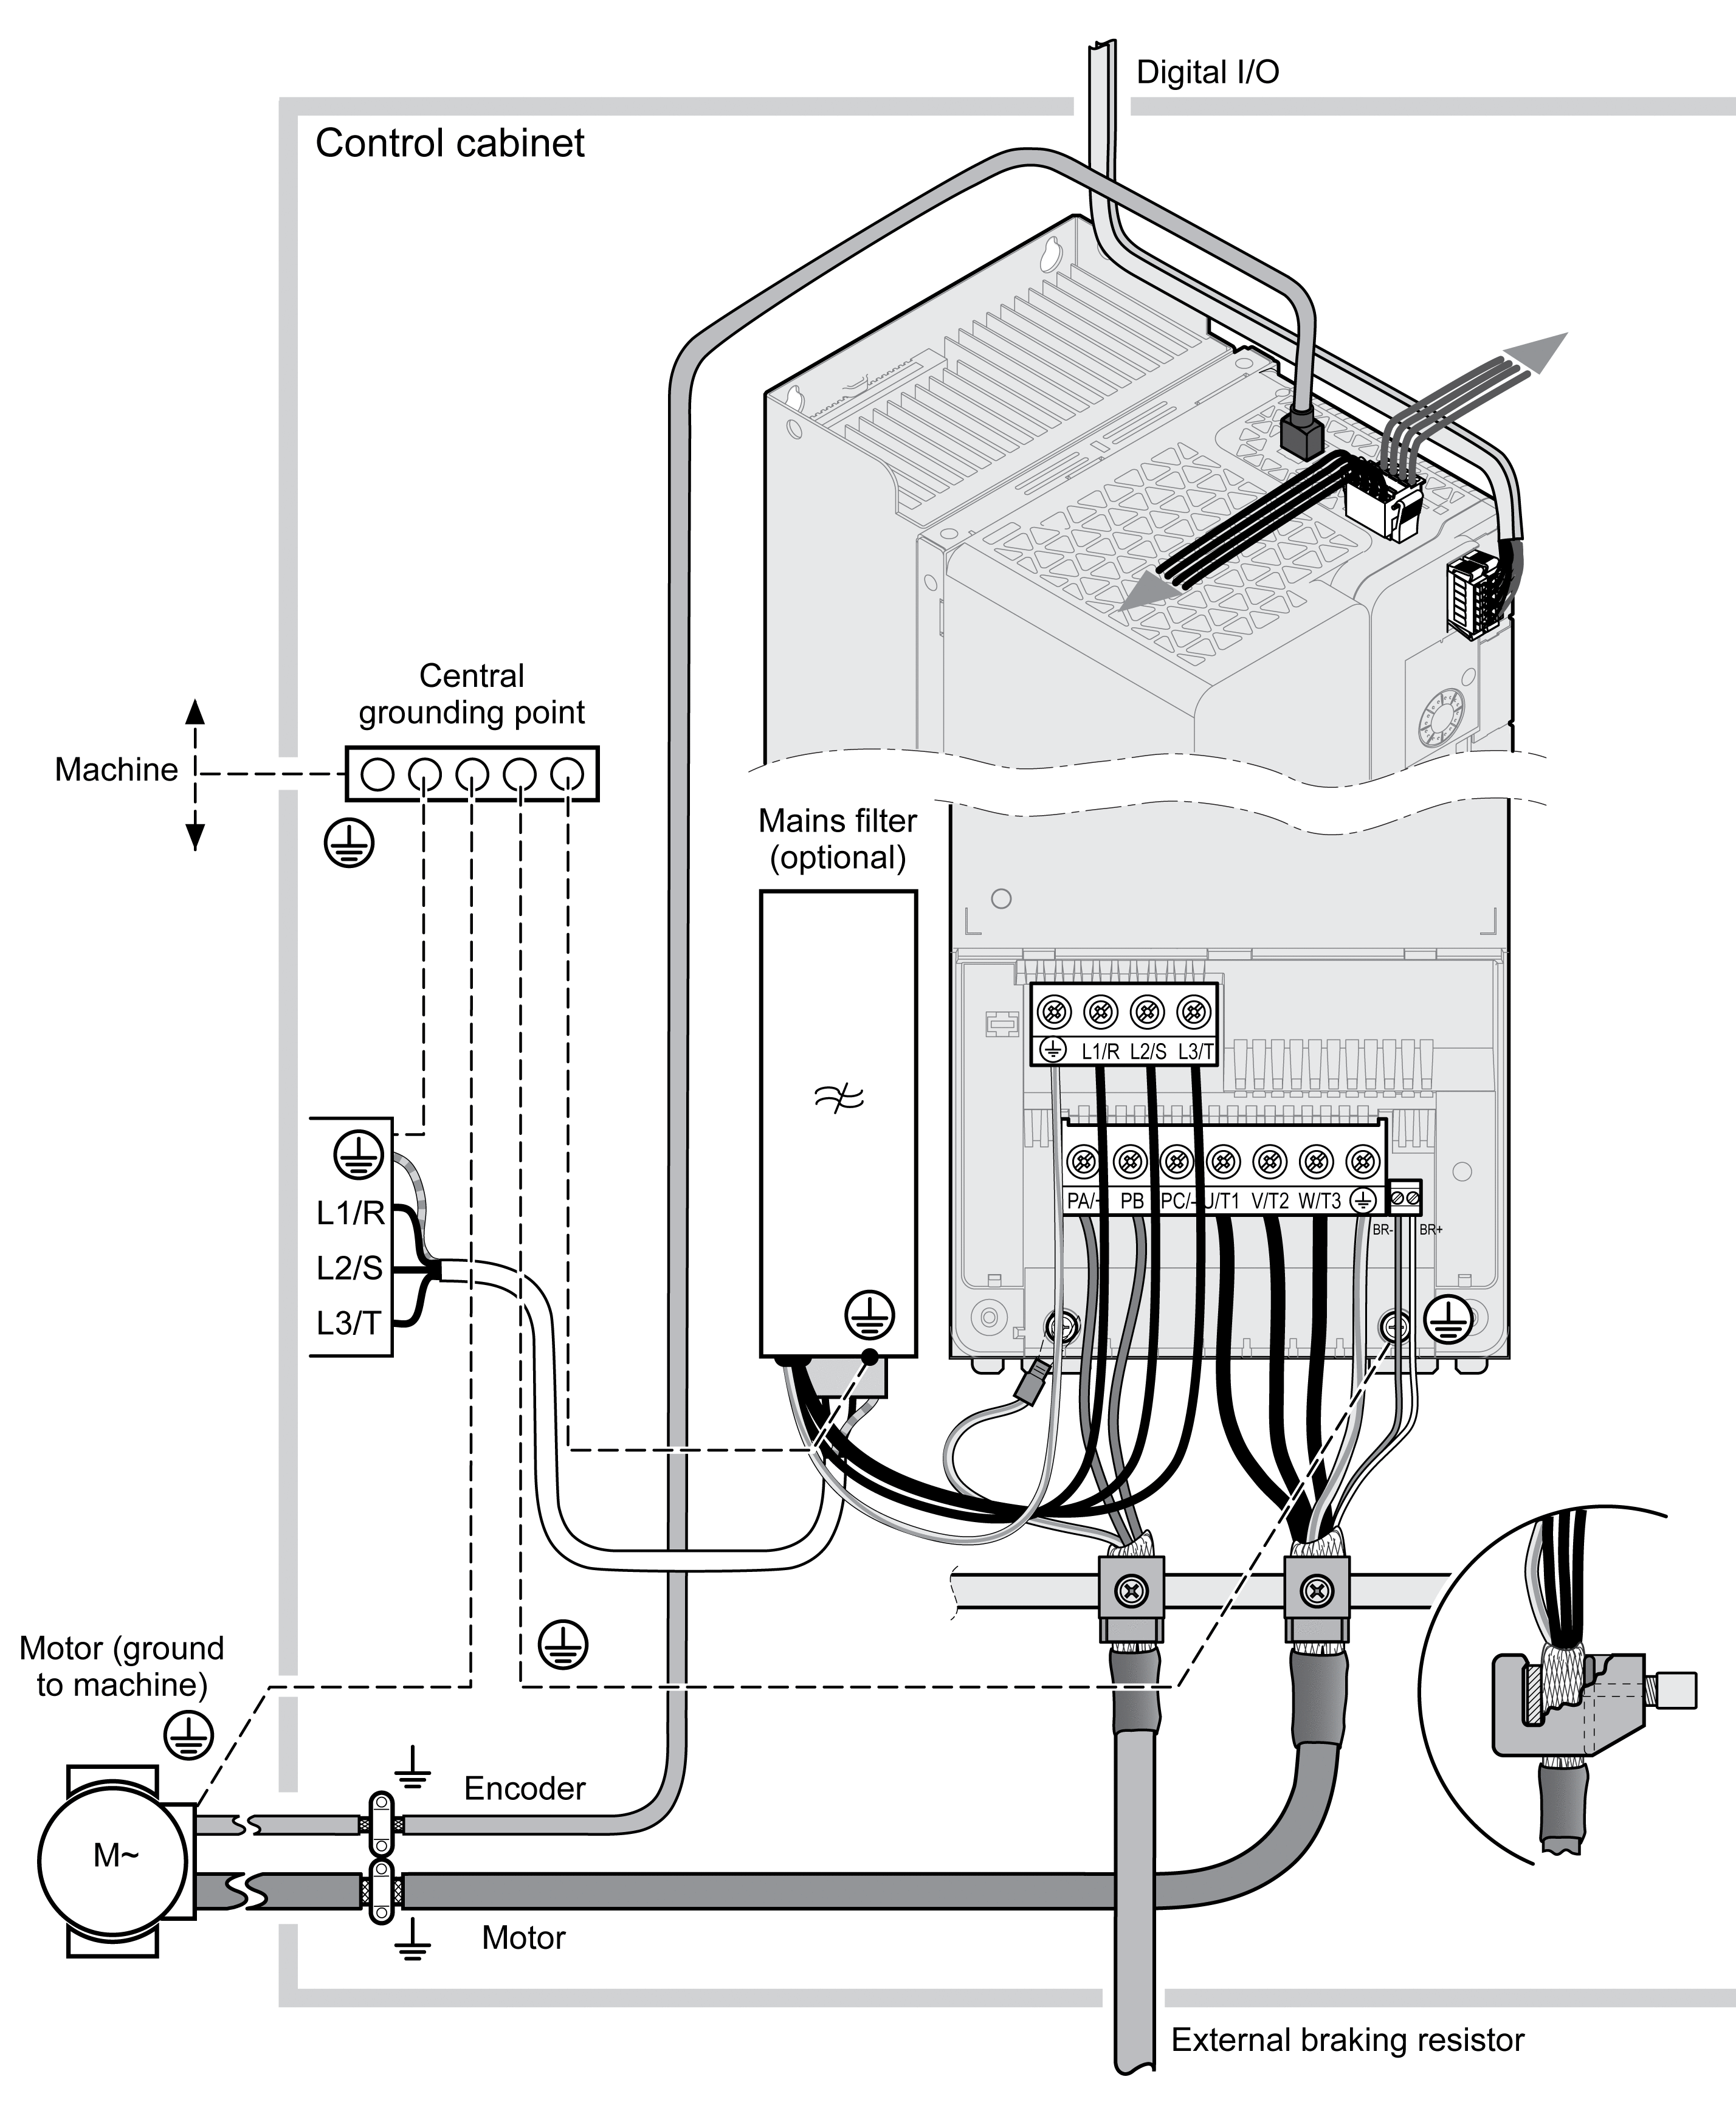 Digital I/O
Control cabinet
Central
grounding point
Machine
Mains filter
(optional)
L1/R L2/S L3/T
L1/R
L2/S
L3/T
PA/+ PB PC/- U/T1 V/T2 W/T3
BR- BR+
Motor (ground
to machine)
Encoder
M~
Motor
External braking resistor